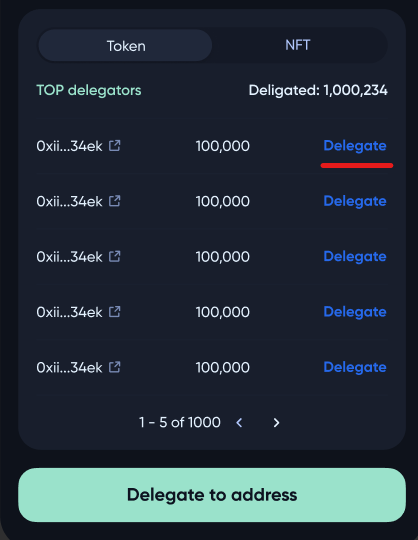 Token NFT
TOP delegators Deligated: 1,000,234
0xii...34ek 100,000 Delegate
0xii...34ek 100,000 Delegate
0xii...34ek 100,000 Delegate
0xii...34ek 100,000 Delegate
0xii...34ek 100,000 Delegate
1 - 5 of 1000
Delegate to address